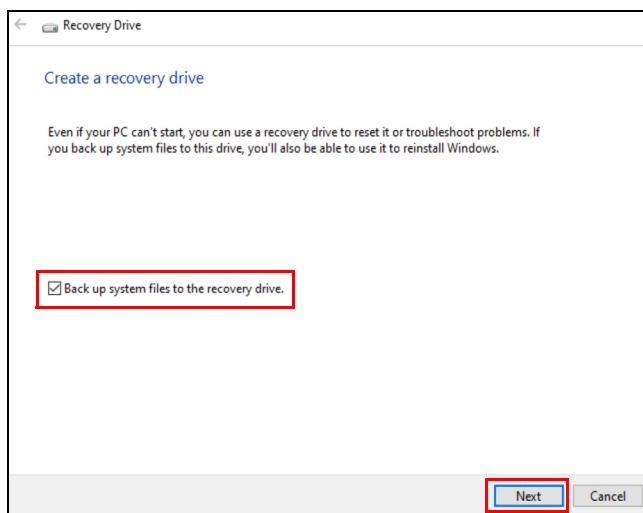 Recovery Drive
Create a recovery drive
Even if your PC can't start, you can use a recovery drive to reset it or troubleshoot problems. If
you back up system files to this drive, you'll also be able to use it to reinstall Windows.
Back up system files to the recovery drive.
Next Cancel